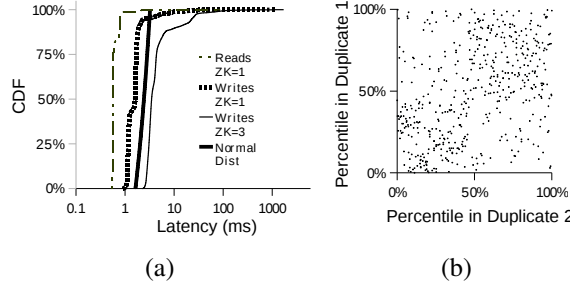 100%
75%
50%
25%
0%
CDF
0.1 1 10 100 1000
Latency (ms)
Reads
ZK=1
Writes
ZK=1
Writes
ZK=3
Normal
Dist
(a)
Percentile in Duplicate 1
100%
50%
0%
0% 50% 100%
Percentile in Duplicate 2
(b)